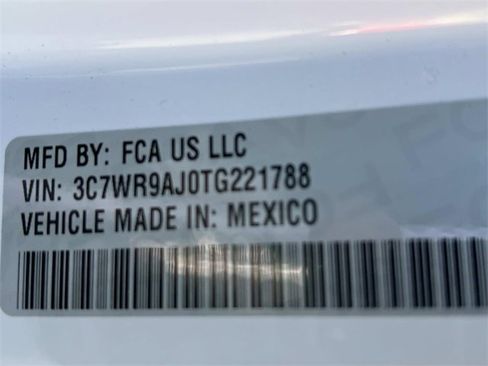 MFD BY: FCA US LLC
VIN: 3C7WR9AJ0TG221788
VEHICLE MADE IN: MEXICO